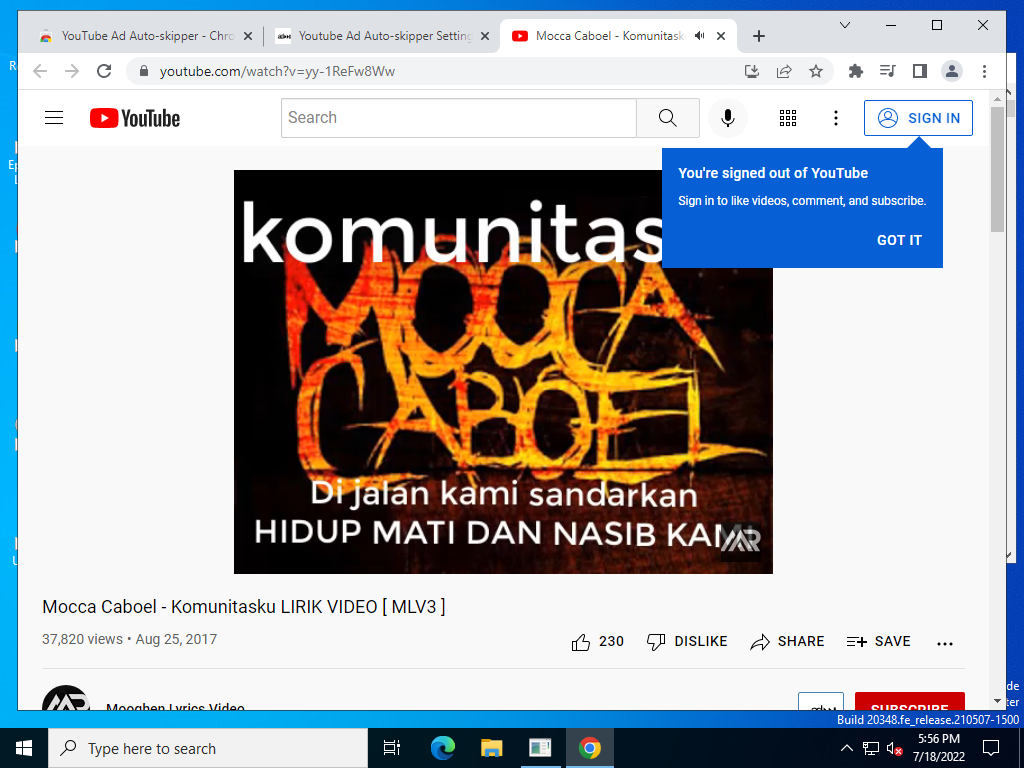 YouTube Ad Auto-skipper - Chro
Youtube Ad Auto-skipper Setting
Mocca Caboel - Komunitask
youtube.com/watch?v=yy-1ReFw8Ww
YouTube
Search
SIGN IN
You're signed out of YouTube
Sign in to like videos, comment, and subscribe.
GOT IT
komunitas
MOCCA
CABOEL
Di jalan kami sandarkan
HIDUP MATI DAN NASIB KAMI
Mocca Caboel - Komunitasku LIRIK VIDEO [ MLV3 ]
37,820 views • Aug 25, 2017
230
DISLIKE
SHARE
SAVE
Mooghen Lyrics Video
SUBSCRIBE
Build 20348.fe_release.210507-1500
Type here to search
5:56 PM
7/18/2022